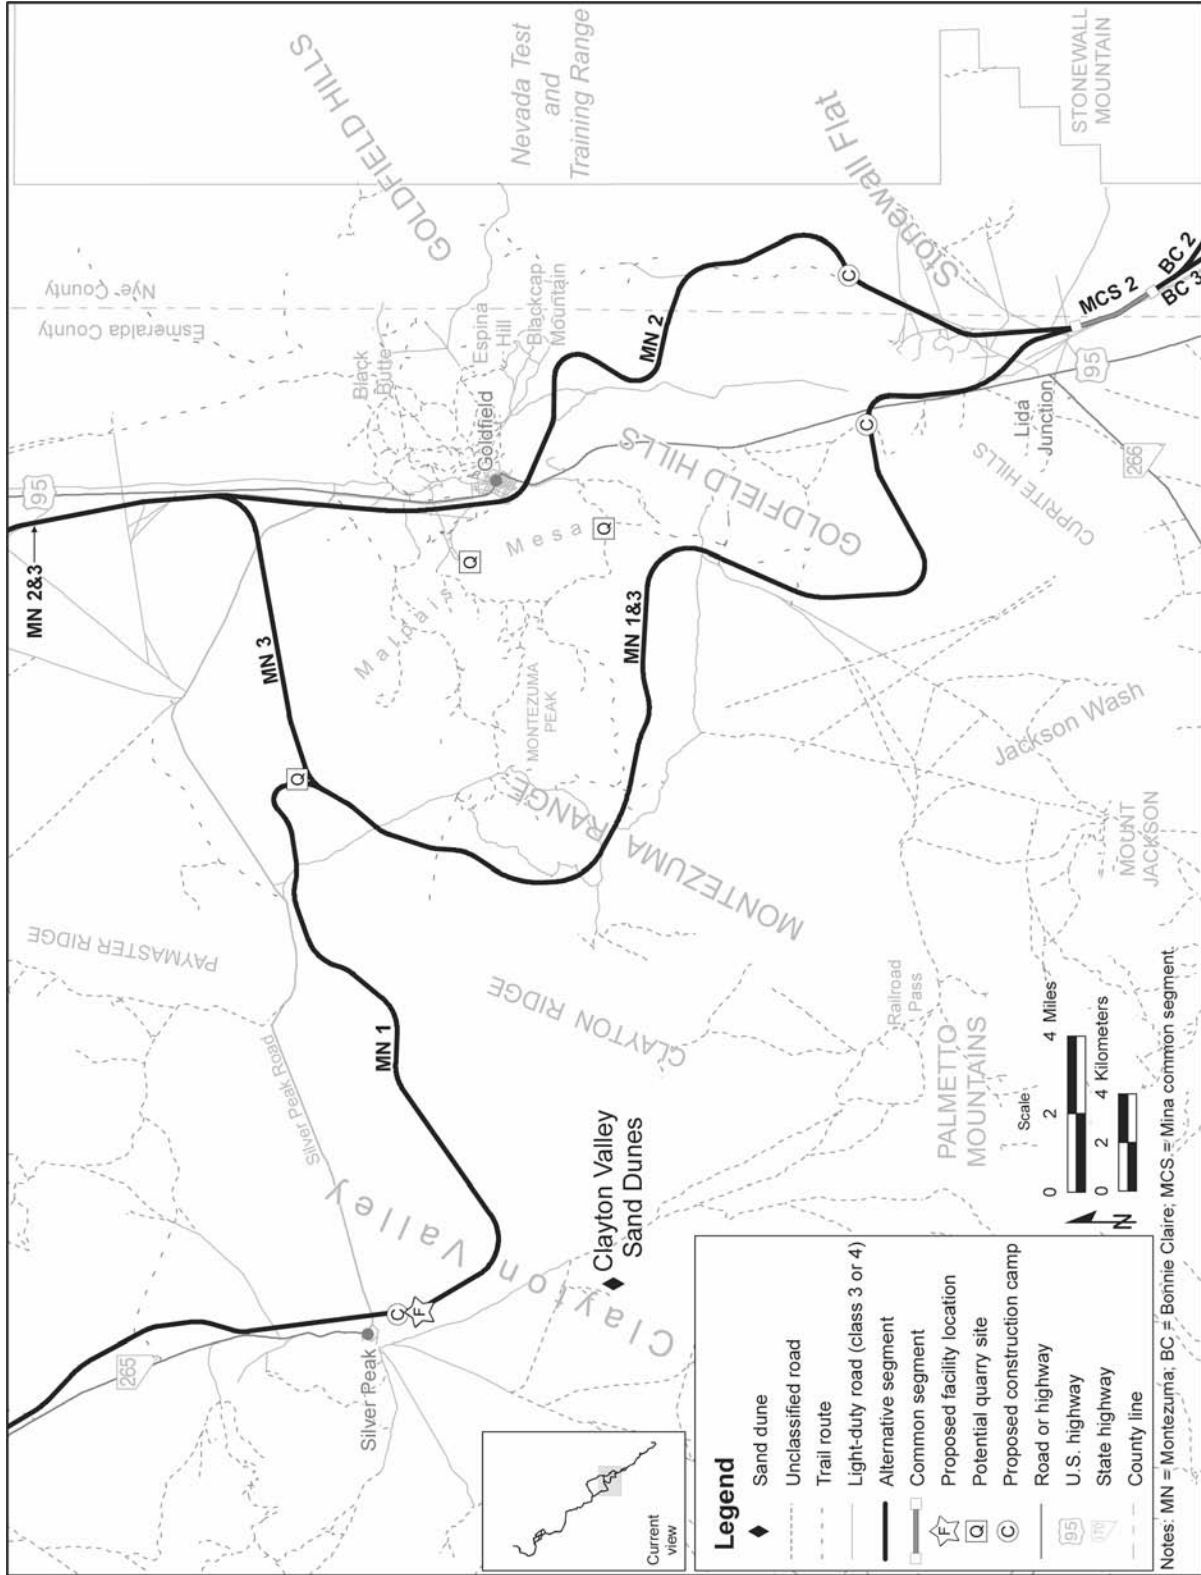 Nevada Test
and
Training Range
GOLDFIELD HILLS
STONEWALL
MOUNTAIN
Stonewall Flat
Nye County
Esmeralda County
Black
Butte
Espina
Hill
Blackcap
Mountain
Goldfield
95
MN 2&3
MN 2
C
MCS 2
BC 2
BC 3
95
Lida
Junction
266
CUPRITE HILLS
C
GOLDFIELD HILLS
Malpais Mesa
Q
Q
MN 3
MN 1&3
MONTEZUMA
PEAK
Q
MONTEZUMA RANGE
Jackson Wash
MOUNT
JACKSON
PAYMASTER RIDGE
CLAYTON RIDGE
Railroad
Pass
PALMETTO
MOUNTAINS
MN 1
Silver Peak Road
Clayton Valley
Clayton Valley
Sand Dunes
C
F
265
Silver Peak
Scale
0 2 4 Miles
0 2 4 Kilometers
N
Current
view
Legend
Sand dune
Unclassified road
Trail route
Light-duty road (class 3 or 4)
Alternative segment
Common segment
F Proposed facility location
Q Potential quarry site
C Proposed construction camp
Road or highway
95 U.S. highway
170 State highway
County line
Notes: MN = Montezuma; BC = Bonnie Claire; MCS = Mina common segment.